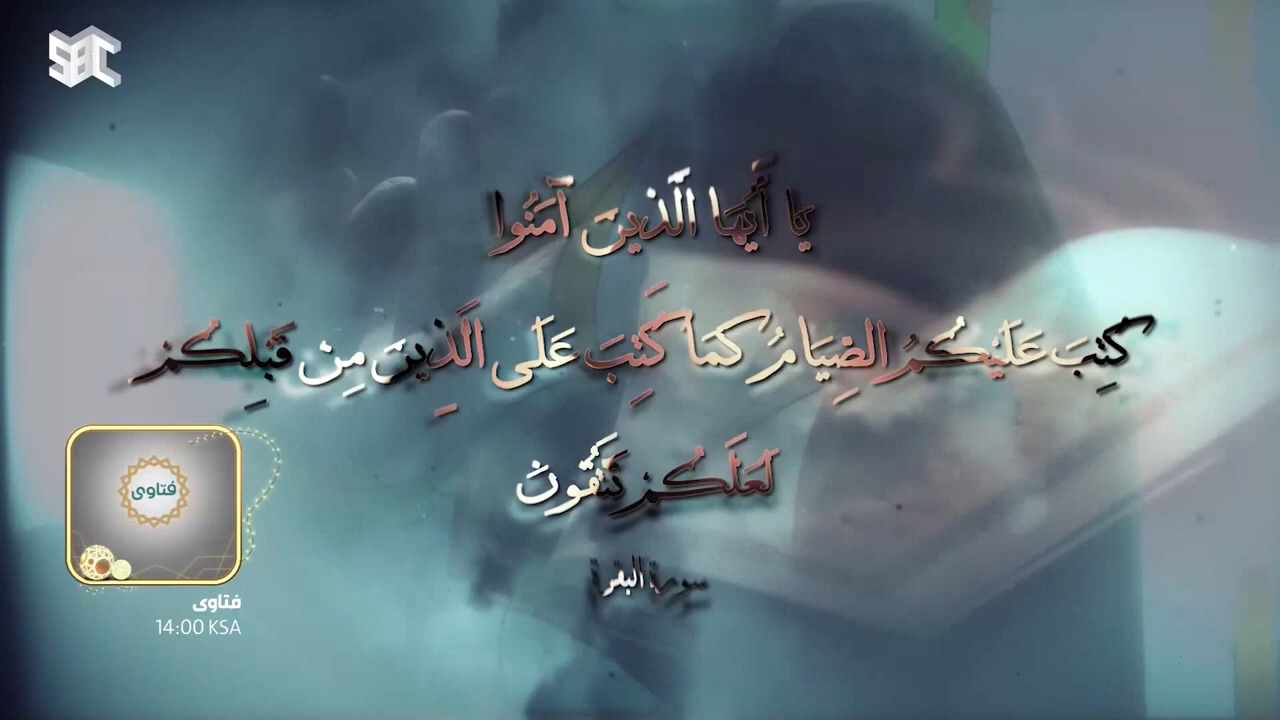 SBC
يَا أَيُّهَا الَّذِينَ آمَنُوا
كُتِبَ عَلَيْكُمُ الصِّيَامُ كَمَا كُتِبَ عَلَى الَّذِينَ مِن قَبْلِكُمْ
لَعَلَّكُمْ تَتَّقُونَ
سورة البقرة
فتاوى
فتاوى
14:00 KSA